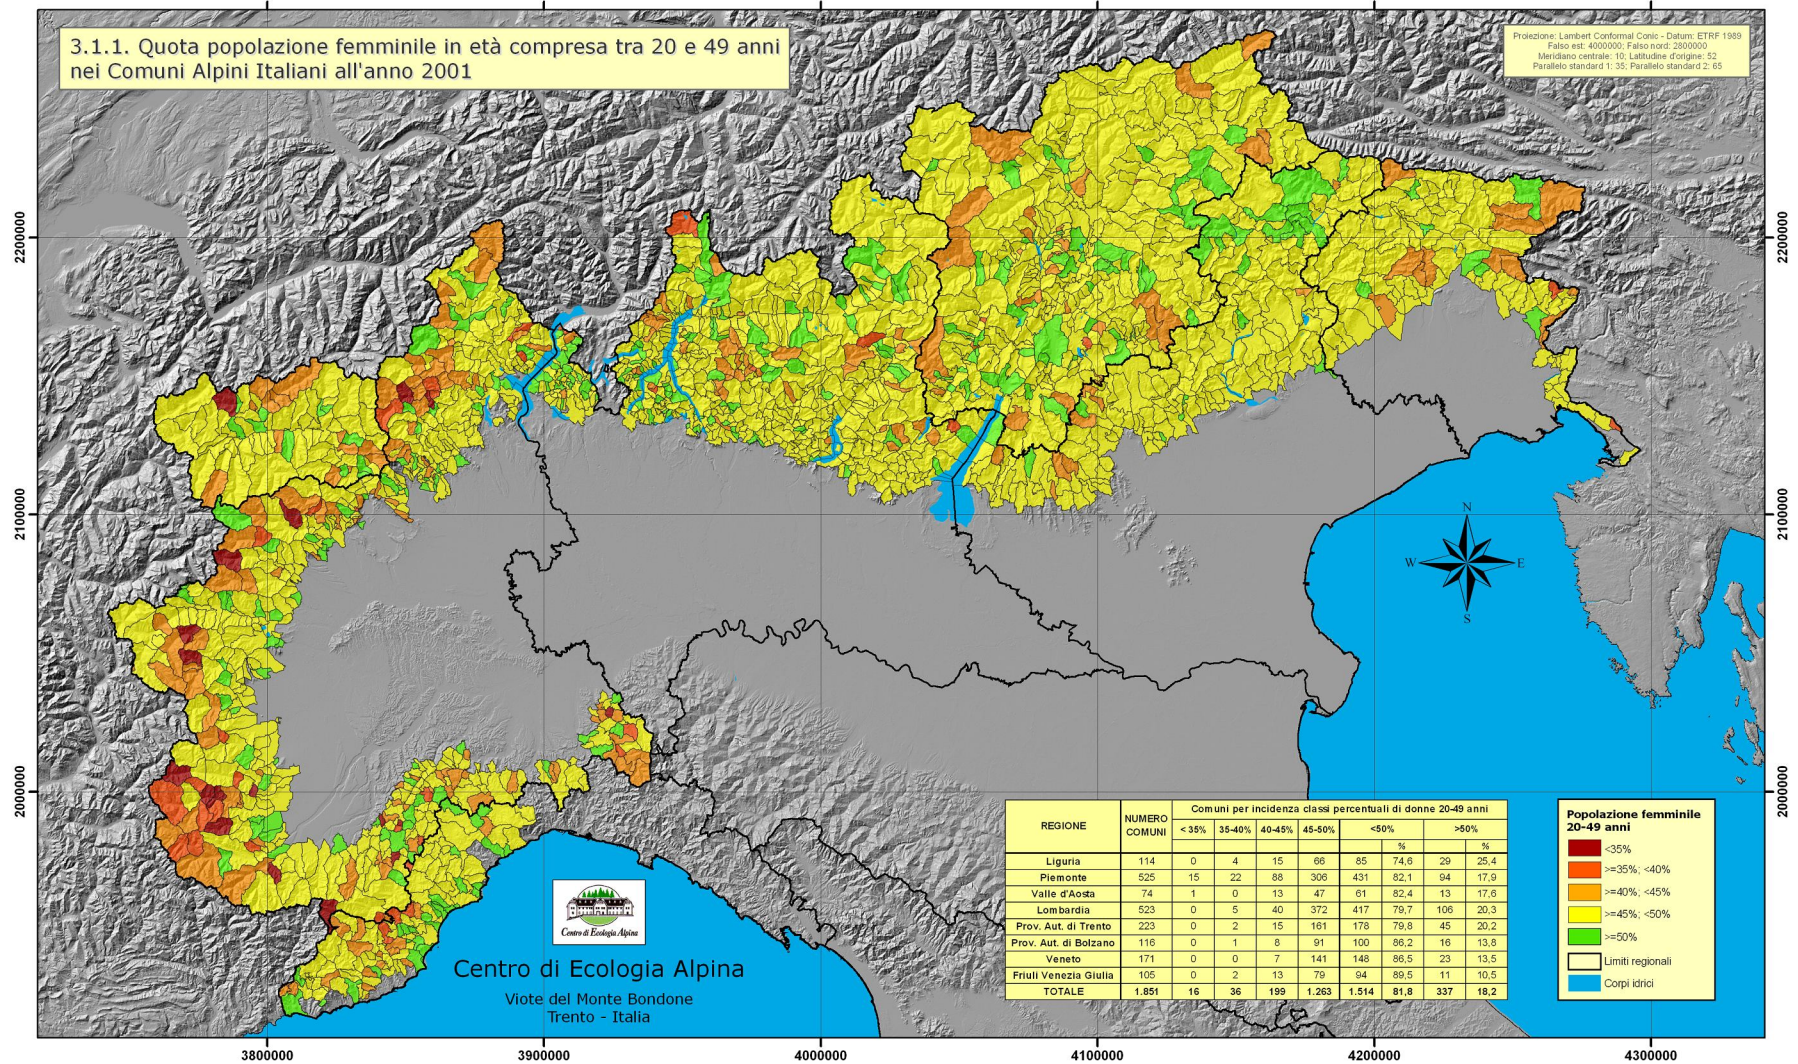 3.1.1. Quota popolazione femminile in età compresa tra 20 e 49 anni
nei Comuni Alpini Italiani all'anno 2001
Proiezione: Lambert Conformal Conic - Datum: ETRF 1989
Falso est: 4000000; Falso nord: 2800000
Meridiano centrale: 10; Latitudine d'origine: 52
Parallelo standard 1: 35; Parallelo standard 2: 65
2200000
2200000
2100000
2100000
2000000
2000000
N
W
E
S
REGIONE NUMERO COMUNI Comuni per incidenza classi percentuali di donne 20-49 anni
< 35% 35-40% 40-45% 45-50% <50% >50%
% %
Liguria 114 0 4 15 66 85 74,6 29 25,4
Piemonte 525 15 22 88 306 431 82,1 94 17,9
Valle d'Aosta 74 1 0 13 47 61 82,4 13 17,6
Lombardia 523 0 5 40 372 417 79,7 106 20,3
Prov. Aut. di Trento 223 0 2 15 161 178 79,8 45 20,2
Prov. Aut. di Bolzano 116 0 1 8 91 100 86,2 16 13,8
Veneto 171 0 0 7 141 148 86,5 23 13,5
Friuli Venezia Giulia 105 0 2 13 79 94 89,5 11 10,5
TOTALE 1.851 16 36 199 1.263 1.514 81,8 337 18,2
Popolazione femminile
20-49 anni
<35%
>=35%; <40%
>=40%; <45%
>=45%; <50%
>=50%
Limiti regionali
Corpi idrici
Centro di Ecologia Alpina
Centro di Ecologia Alpina
Viote del Monte Bondone
Trento - Italia
3800000
3900000
4000000
4100000
4200000
4300000